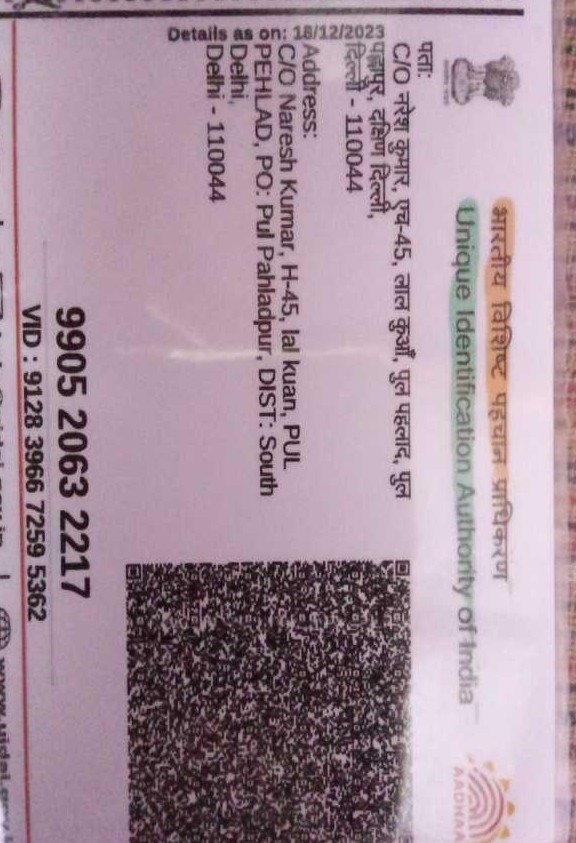 भारतीय विशिष्ट पहचान प्राधिकरण
Unique Identification Authority of India
AADHAA
पता:
C/O नरेश कुमार, एच-45, लाल कुआँ, पुल पहलाद, पुल
दक्षिण दिल्ली,
दिल्ली - 110044
Address:
C/O Naresh Kumar, H-45, lal kuan, PUL
PEHLAD, PO: Pul Pahladpur, DIST: South
Delhi,
Delhi - 110044
Details as on: 18/12/2023
9905 2063 2217
VID : 9128 3966 7259 5362